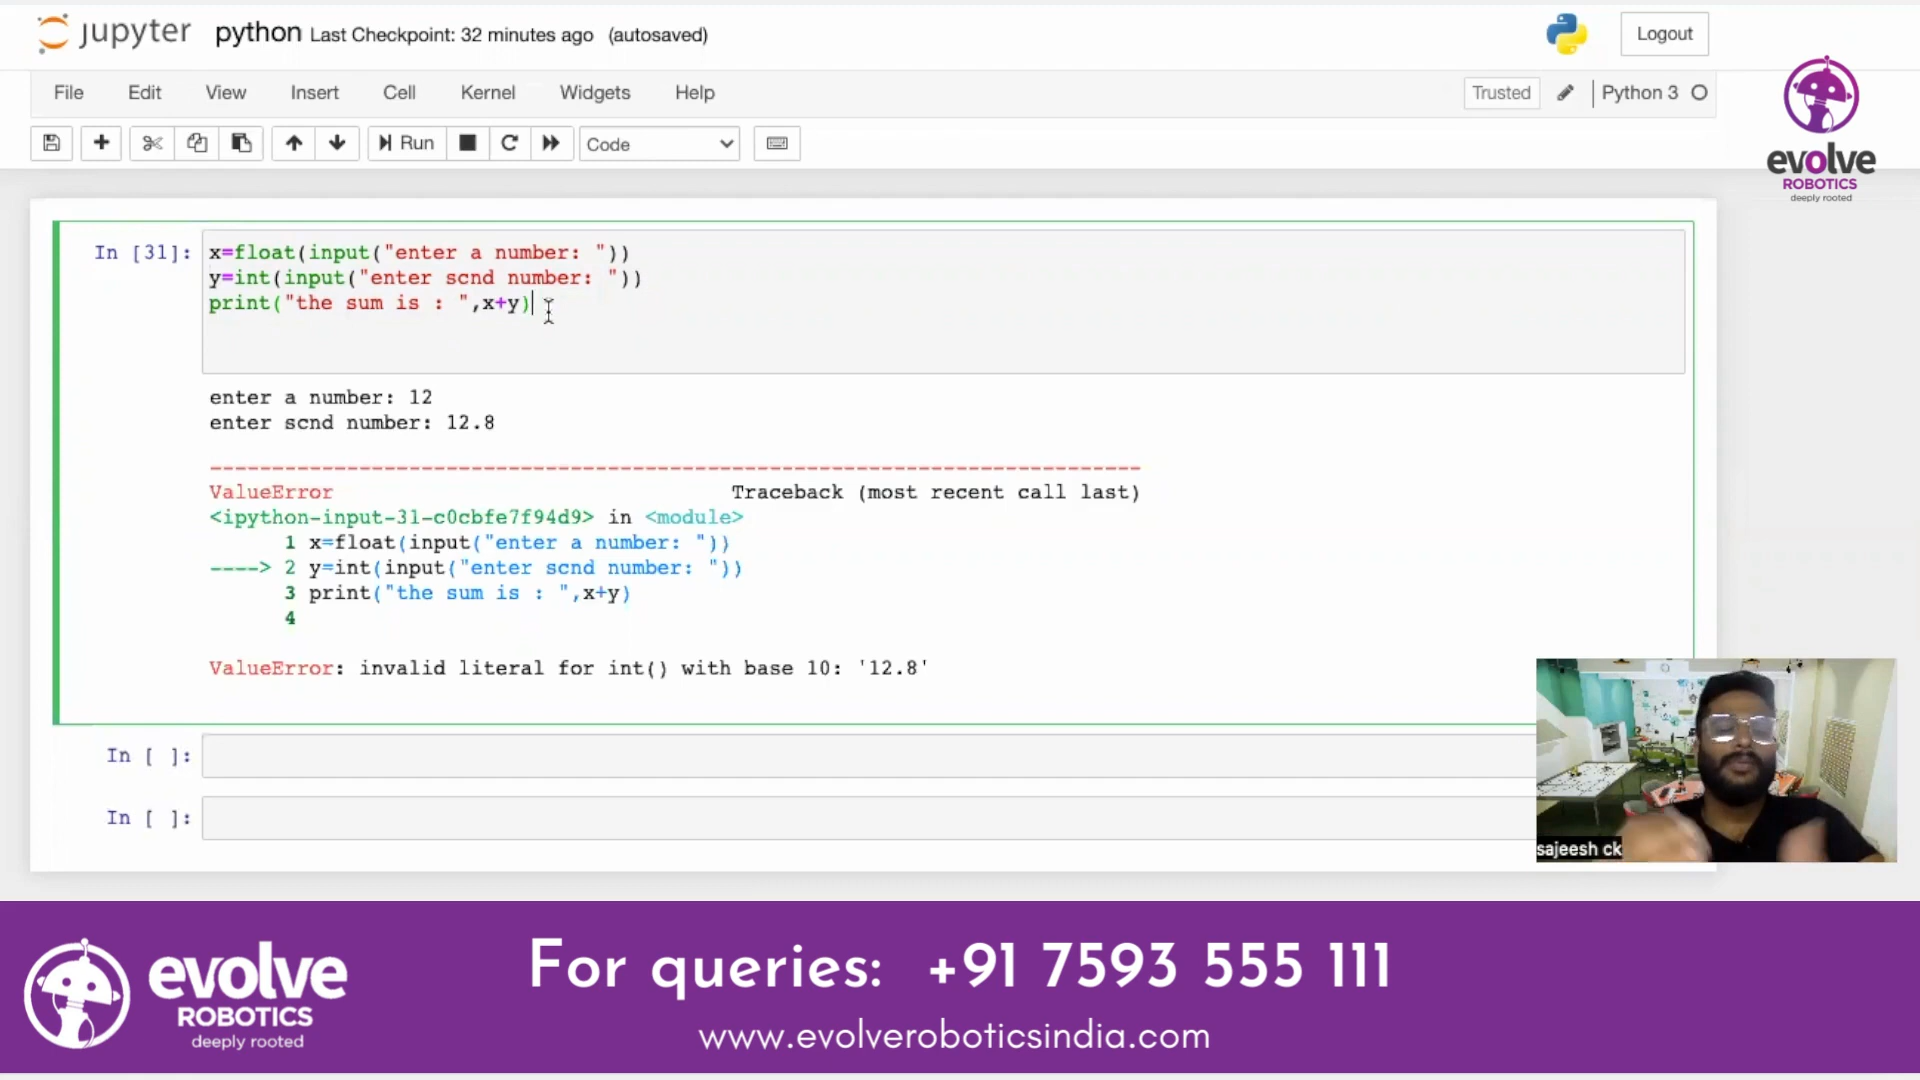 jupyter python Last Checkpoint: 32 minutes ago (autosaved)
Logout
File Edit View Insert Cell Kernel Widgets Help
Trusted
Python 3
Run
Code
evolve
ROBOTICS
deeply rooted
In [31]:
x=float(input("enter a number: "))
y=int(input("enter scnd number: "))
print("the sum is : ",x+y)
enter a number: 12
enter scnd number: 12.8
---------------------------------------------------------------------------
ValueError Traceback (most recent call last)
<ipython-input-31-c0cbfe7f94d9> in <module>
1 x=float(input("enter a number: "))
----> 2 y=int(input("enter scnd number: "))
3 print("the sum is : ",x+y)
4
ValueError: invalid literal for int() with base 10: '12.8'
In [ ]:
In [ ]:
sajeesh ck
evolve
ROBOTICS
deeply rooted
For queries: +91 7593 555 111
www.evolveroboticsindia.com